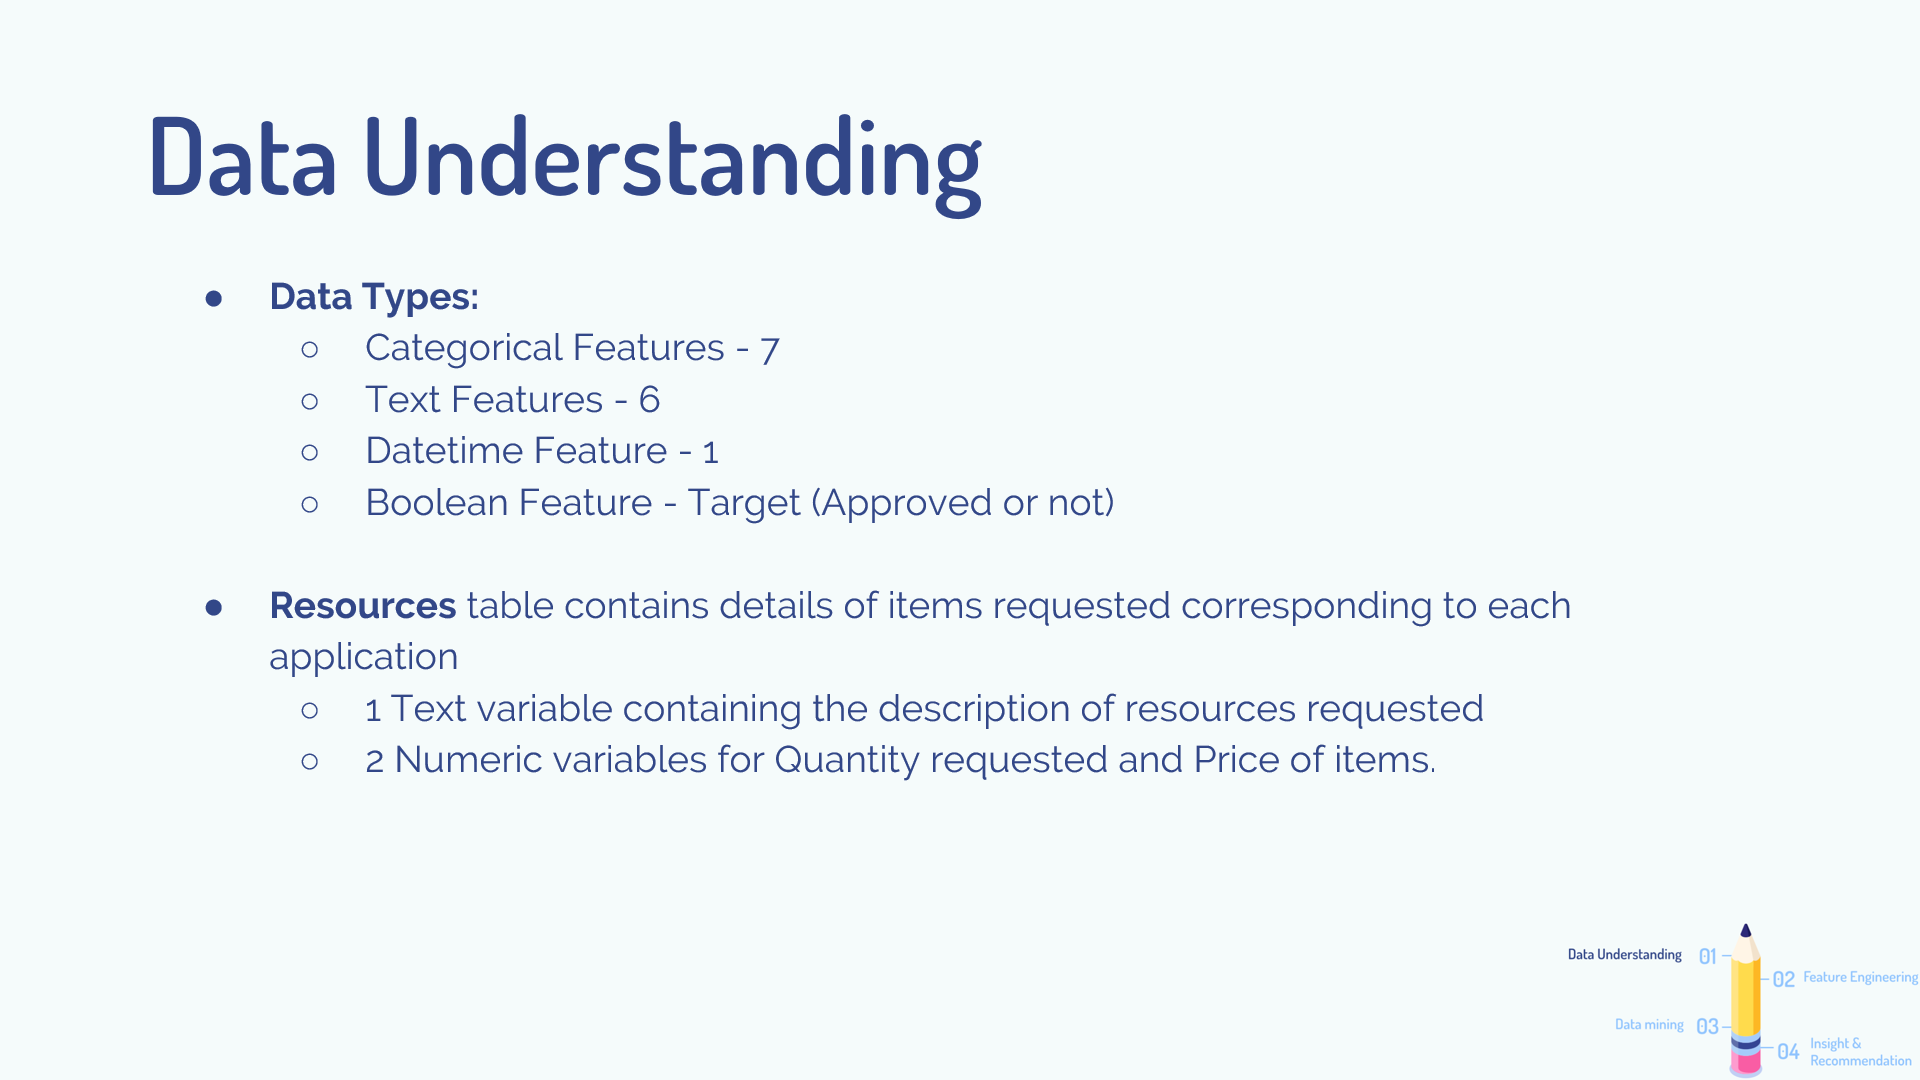 Data Understanding
● Data Types:
○ Categorical Features - 7
○ Text Features - 6
○ Datetime Feature - 1
○ Boolean Feature - Target (Approved or not)
● Resources table contains details of items requested corresponding to each
application
○ 1 Text variable containing the description of resources requested
○ 2 Numeric variables for Quantity requested and Price of items.
Data Understanding 01
02 Feature Engineering
Data mining 03
04 Insight &
Recommendation